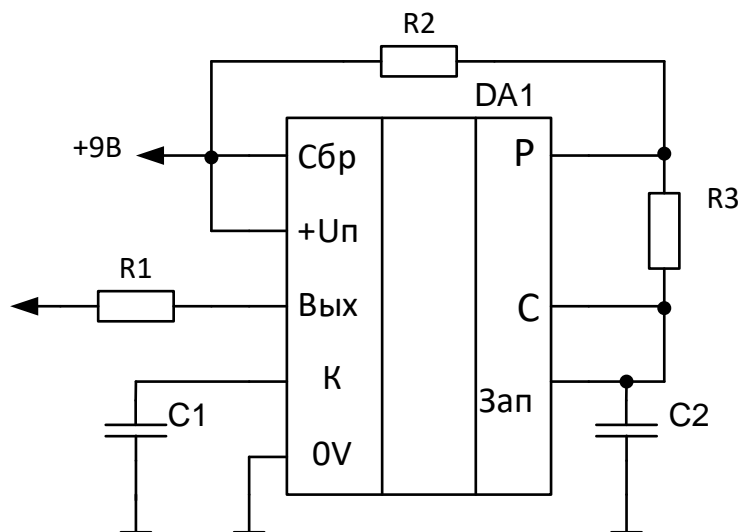 R2
DA1
+9В
Сбр
Р
R3
+Uп
R1
Вых
С
К
Зап
C1
C2
0V